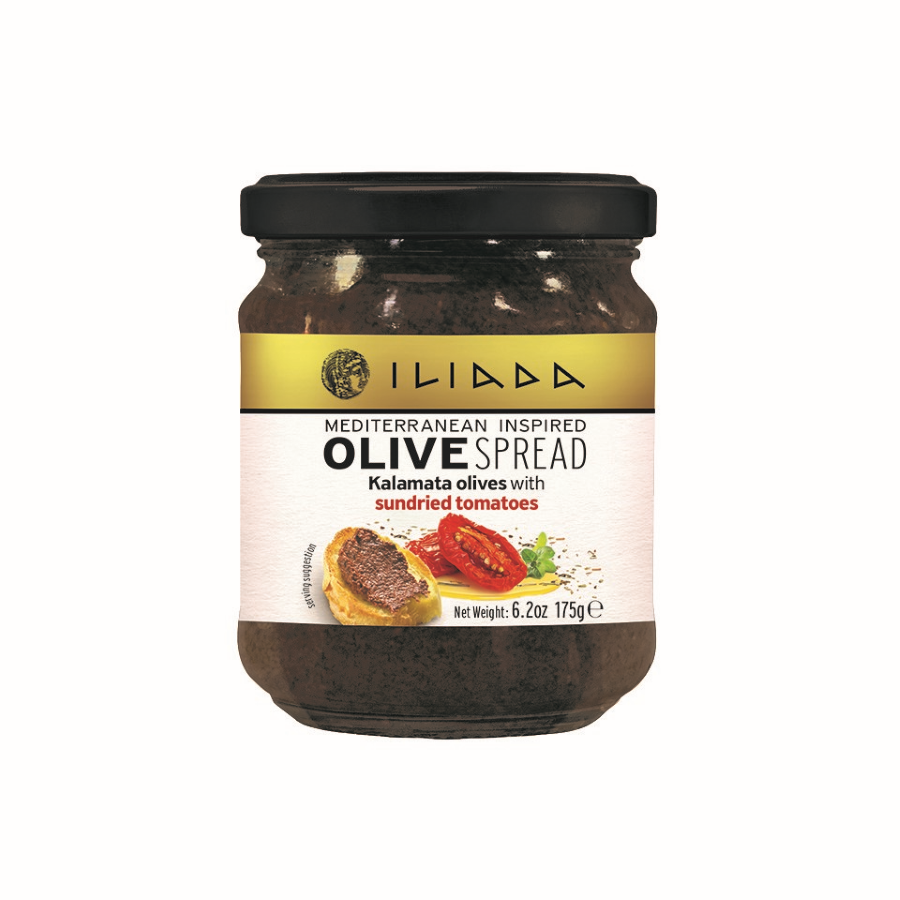 ILIADA
MEDITERRANEAN INSPIRED
OLIVE SPREAD
Kalamata olives with
sundried tomatoes
serving suggestion
Net Weight: 6.2oz 175g ℮